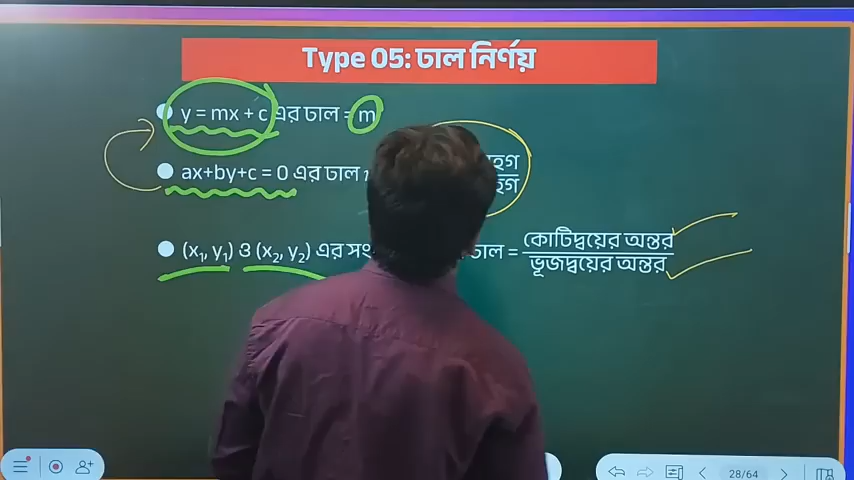 Type 05: ঢাল নির্ণয়
y = mx + c এর ঢাল = m
ax+by+c = 0 এর ঢাল
(x₁, y₁) ও (x₂, y₂) এর ঢাল = কোটিদ্বয়ের অন্তর
ভূজদ্বয়ের অন্তর
28/64